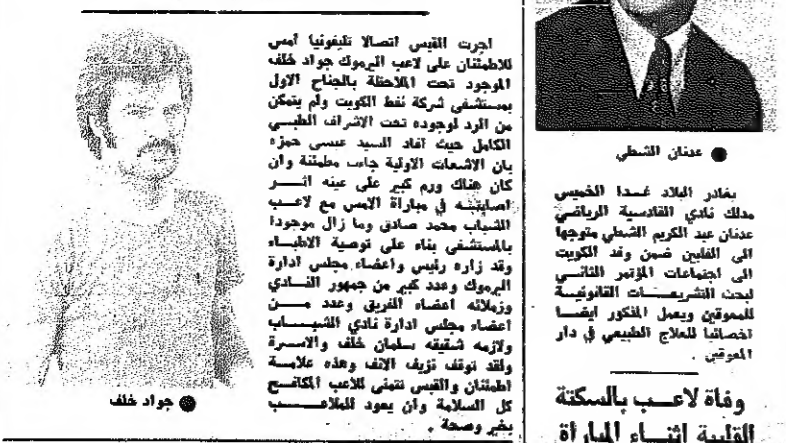 اجرت القبس اتصالا تليفونيا أمس
للاطمئنان على لاعب اليرموك جواد خلف
الموجود تحت الملاحظة بالجناح الاول
بمستشفى شركة نفط الكويت ولم يتمكن
من الرد لوجوده تحت الاشراف الطبي
الكامل حيث أفاد السيد عيسى حمزه
بان الاشعات الاولية جاءت مطمئنة وان
كان هناك ورم كبير على عينه اثر
اصابته في مباراة الامس مع لاعب
الشباب محمد صادق وما زال موجودا
بالمستشفى بناء على توصية الاطباء
وقد زاره رئيس واعضاء مجلس ادارة
اليرموك وعدد كبير من جمهور النادي
وزملائه اعضاء الفريق وعدد من
اعضاء مجلس ادارة نادي الشباب
ولازمه شقيقه سلمان خلف والاسرة
ولقد توقف نزيف الانف وهذه علامة
اطمئنان والقبس تتمنى للاعب المكافح
كل السلامة وان يعود للملاعب
بخير وصحة .
جواد خلف
عدنان الشطي
يغادر البلاد غدا الخميس
مدلك نادي القادسية الرياضي
عدنان عبد الكريم الشطي متوجها
الى الفلبين ضمن وفد الكويت
الى اجتماعات المؤتمر الثاني
لبحث التشريعات القانونية
للمعوقين ويعمل المذكور ايضا
اخصائيا للعلاج الطبيعي في دار
المعوقين .
وفاة لاعب بالسكتة
القلبية اثناء المباراة